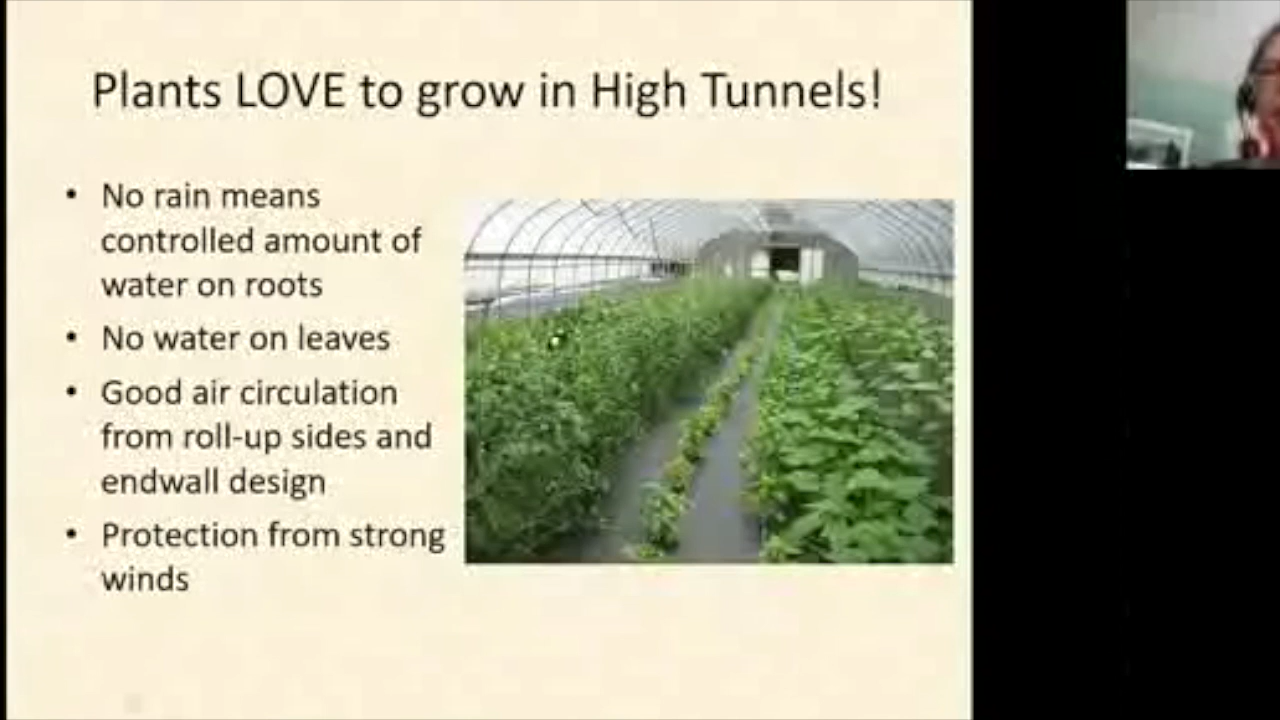 Plants LOVE to grow in High Tunnels!
• No rain means
controlled amount of
water on roots
• No water on leaves
• Good air circulation
from roll-up sides and
endwall design
• Protection from strong
winds